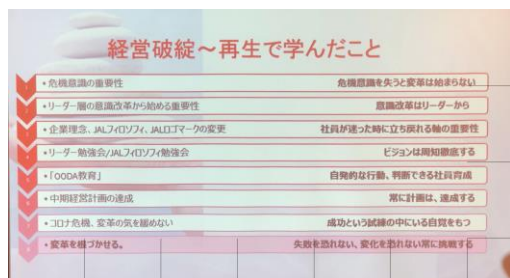 経営破綻~再生で学んだこと
・危機意識の重要性 危機意識を失うと変革は始まらない
・リーダー層の意識改革から始める重要性 意識改革はリーダーから
・企業理念、JALフィロソフィ、JALロゴマークの変更 社員が迷った時に立ち戻れる軸の重要性
・リーダー勉強会/JALフィロソフィ勉強会 ビジョンは周知徹底する
・「OODA教育」 自発的な行動、判断できる社員育成
・中期経営計画の達成 常に計画は、達成する
・コロナ危機、変革の気を緩めない 成功という試練の中にいる自覚をもつ
・変革を根づかせる。 失敗を恐れない、変化を恐れない常に挑戦する